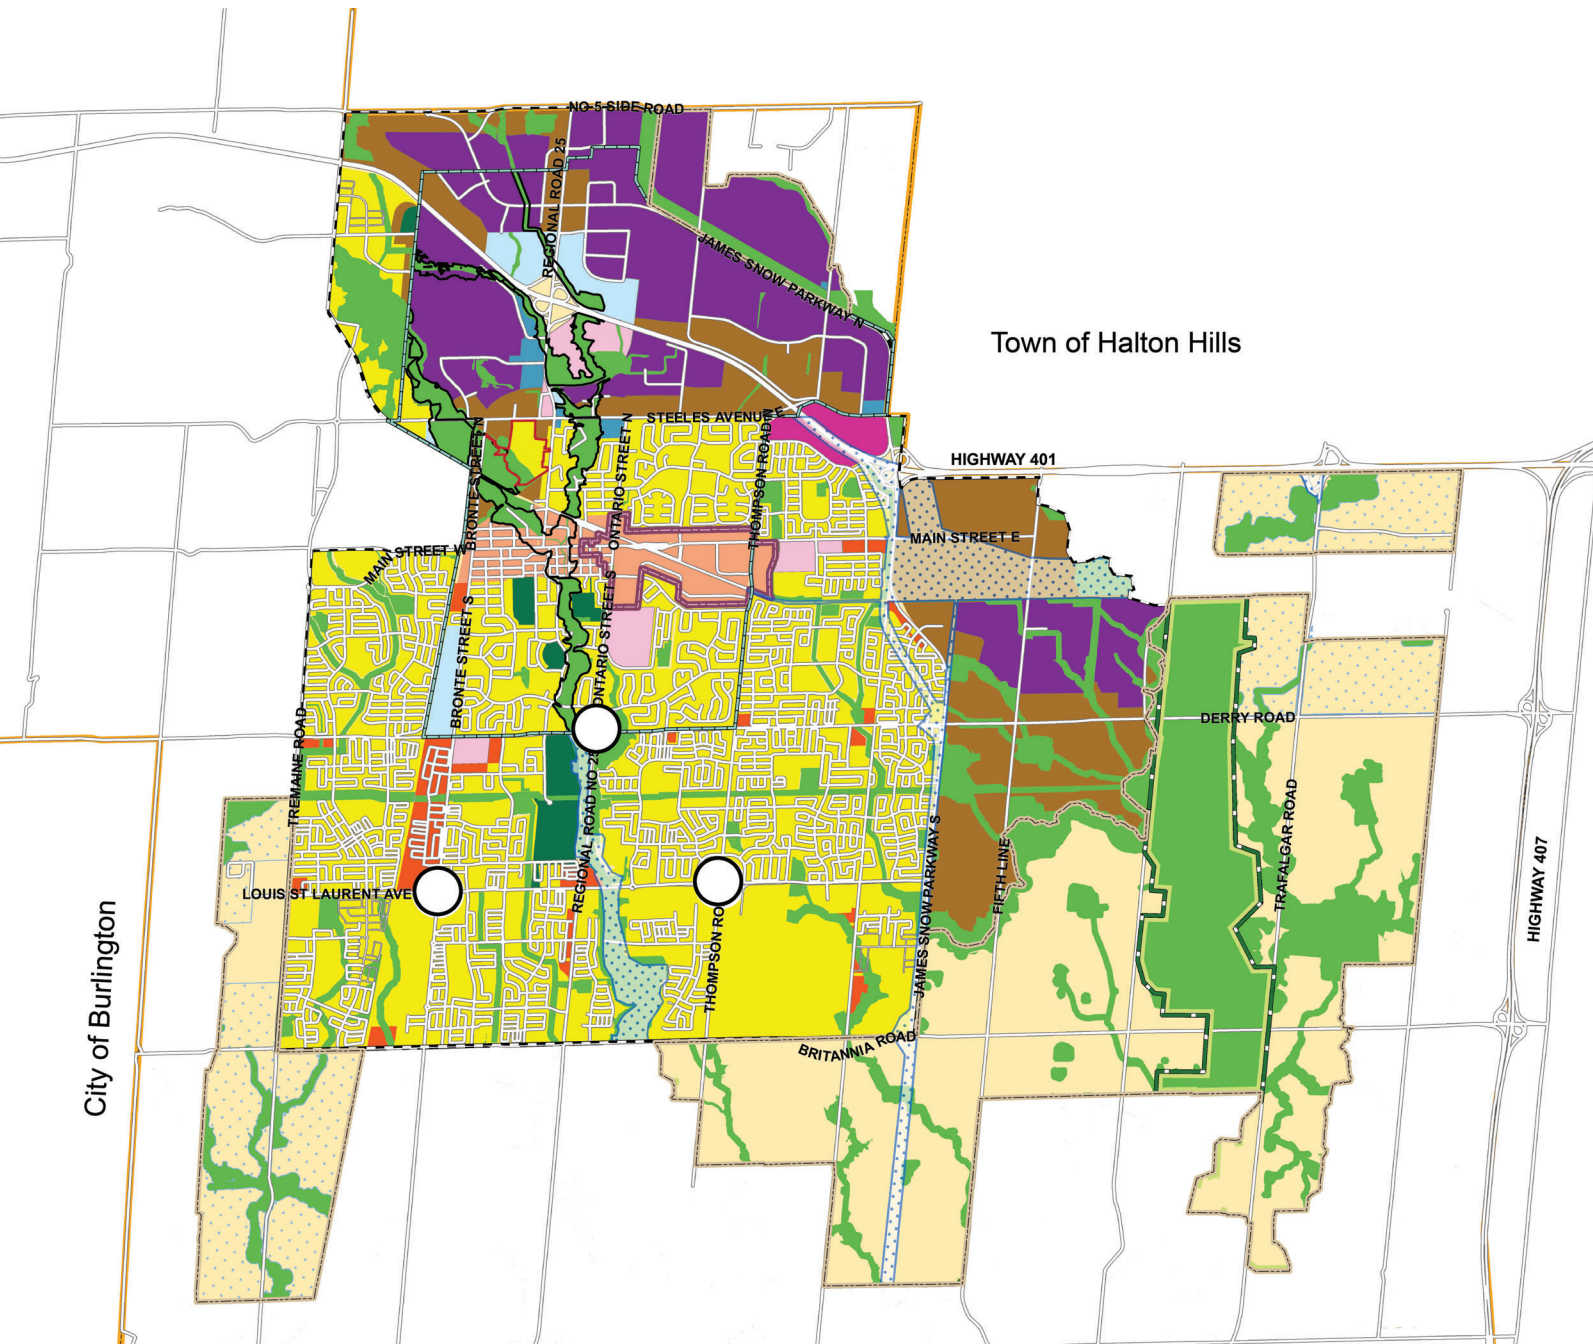 NO 5 SIDE ROAD
REGIONAL ROAD 25
JAMES SNOW PARKWAY N
Town of Halton Hills
STEELES AVENUE E
HIGHWAY 401
BRONTE STREET N
ONTARIO STREET N
THOMPSON ROAD N
MAIN STREET E
MAIN STREET W
BRONTE STREET S
ONTARIO STREET S
TREMAINE ROAD
DERRY ROAD
REGIONAL ROAD NO 25
JAMES SNOW PARKWAY S
FIFTH LINE
TRAFALGAR ROAD
HIGHWAY 407
LOUIS ST LAURENT AVE
THOMPSON RO
City of Burlington
BRITANNIA ROAD